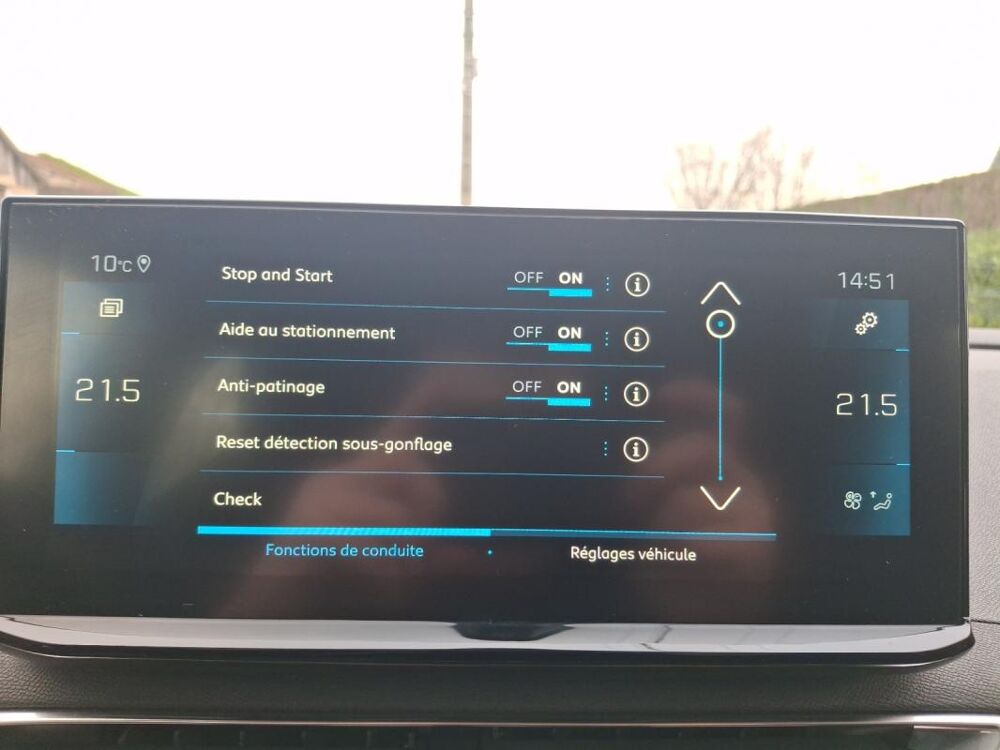 10°C
14:51
Stop and Start OFF ON
Aide au stationnement OFF ON
Anti-patinage OFF ON
Reset détection sous-gonflage
Check
21.5
21.5
Fonctions de conduite
Réglages véhicule